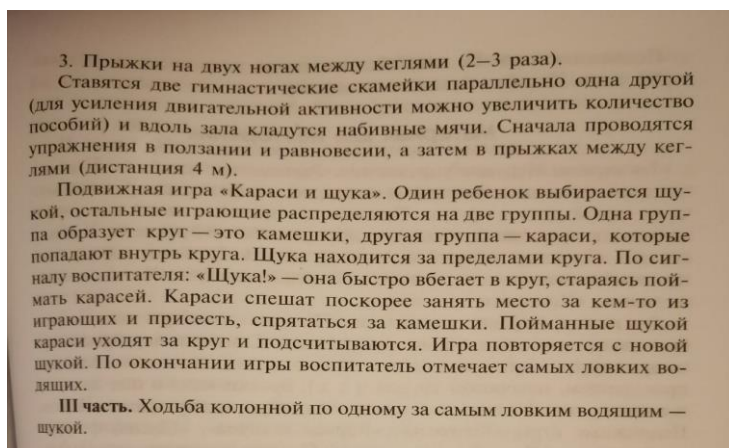 3. Прыжки на двух ногах между кеглями (2—3 раза).
Ставятся две гимнастические скамейки параллельно одна другой
(для усиления двигательной активности можно увеличить количество
пособий) и вдоль зала кладутся набивные мячи. Сначала проводятся
упражнения в ползании и равновесии, а затем в прыжках между кег-
лями (дистанция 4 м).
Подвижная игра «Караси и щука». Один ребенок выбирается щу-
кой, остальные играющие распределяются на две группы. Одна груп-
па образует круг — это камешки, другая группа — караси, которые
попадают внутрь круга. Щука находится за пределами круга. По сиг-
налу воспитателя: «Щука!» — она быстро вбегает в круг, стараясь пой-
мать карасей. Караси спешат поскорее занять место за кем-то из
играющих и присесть, спрятаться за камешки. Пойманные щукой
караси уходят за круг и подсчитываются. Игра повторяется с новой
щукой. По окончании игры воспитатель отмечает самых ловких во-
дящих.
III часть. Ходьба колонной по одному за самым ловким водящим —
щукой.